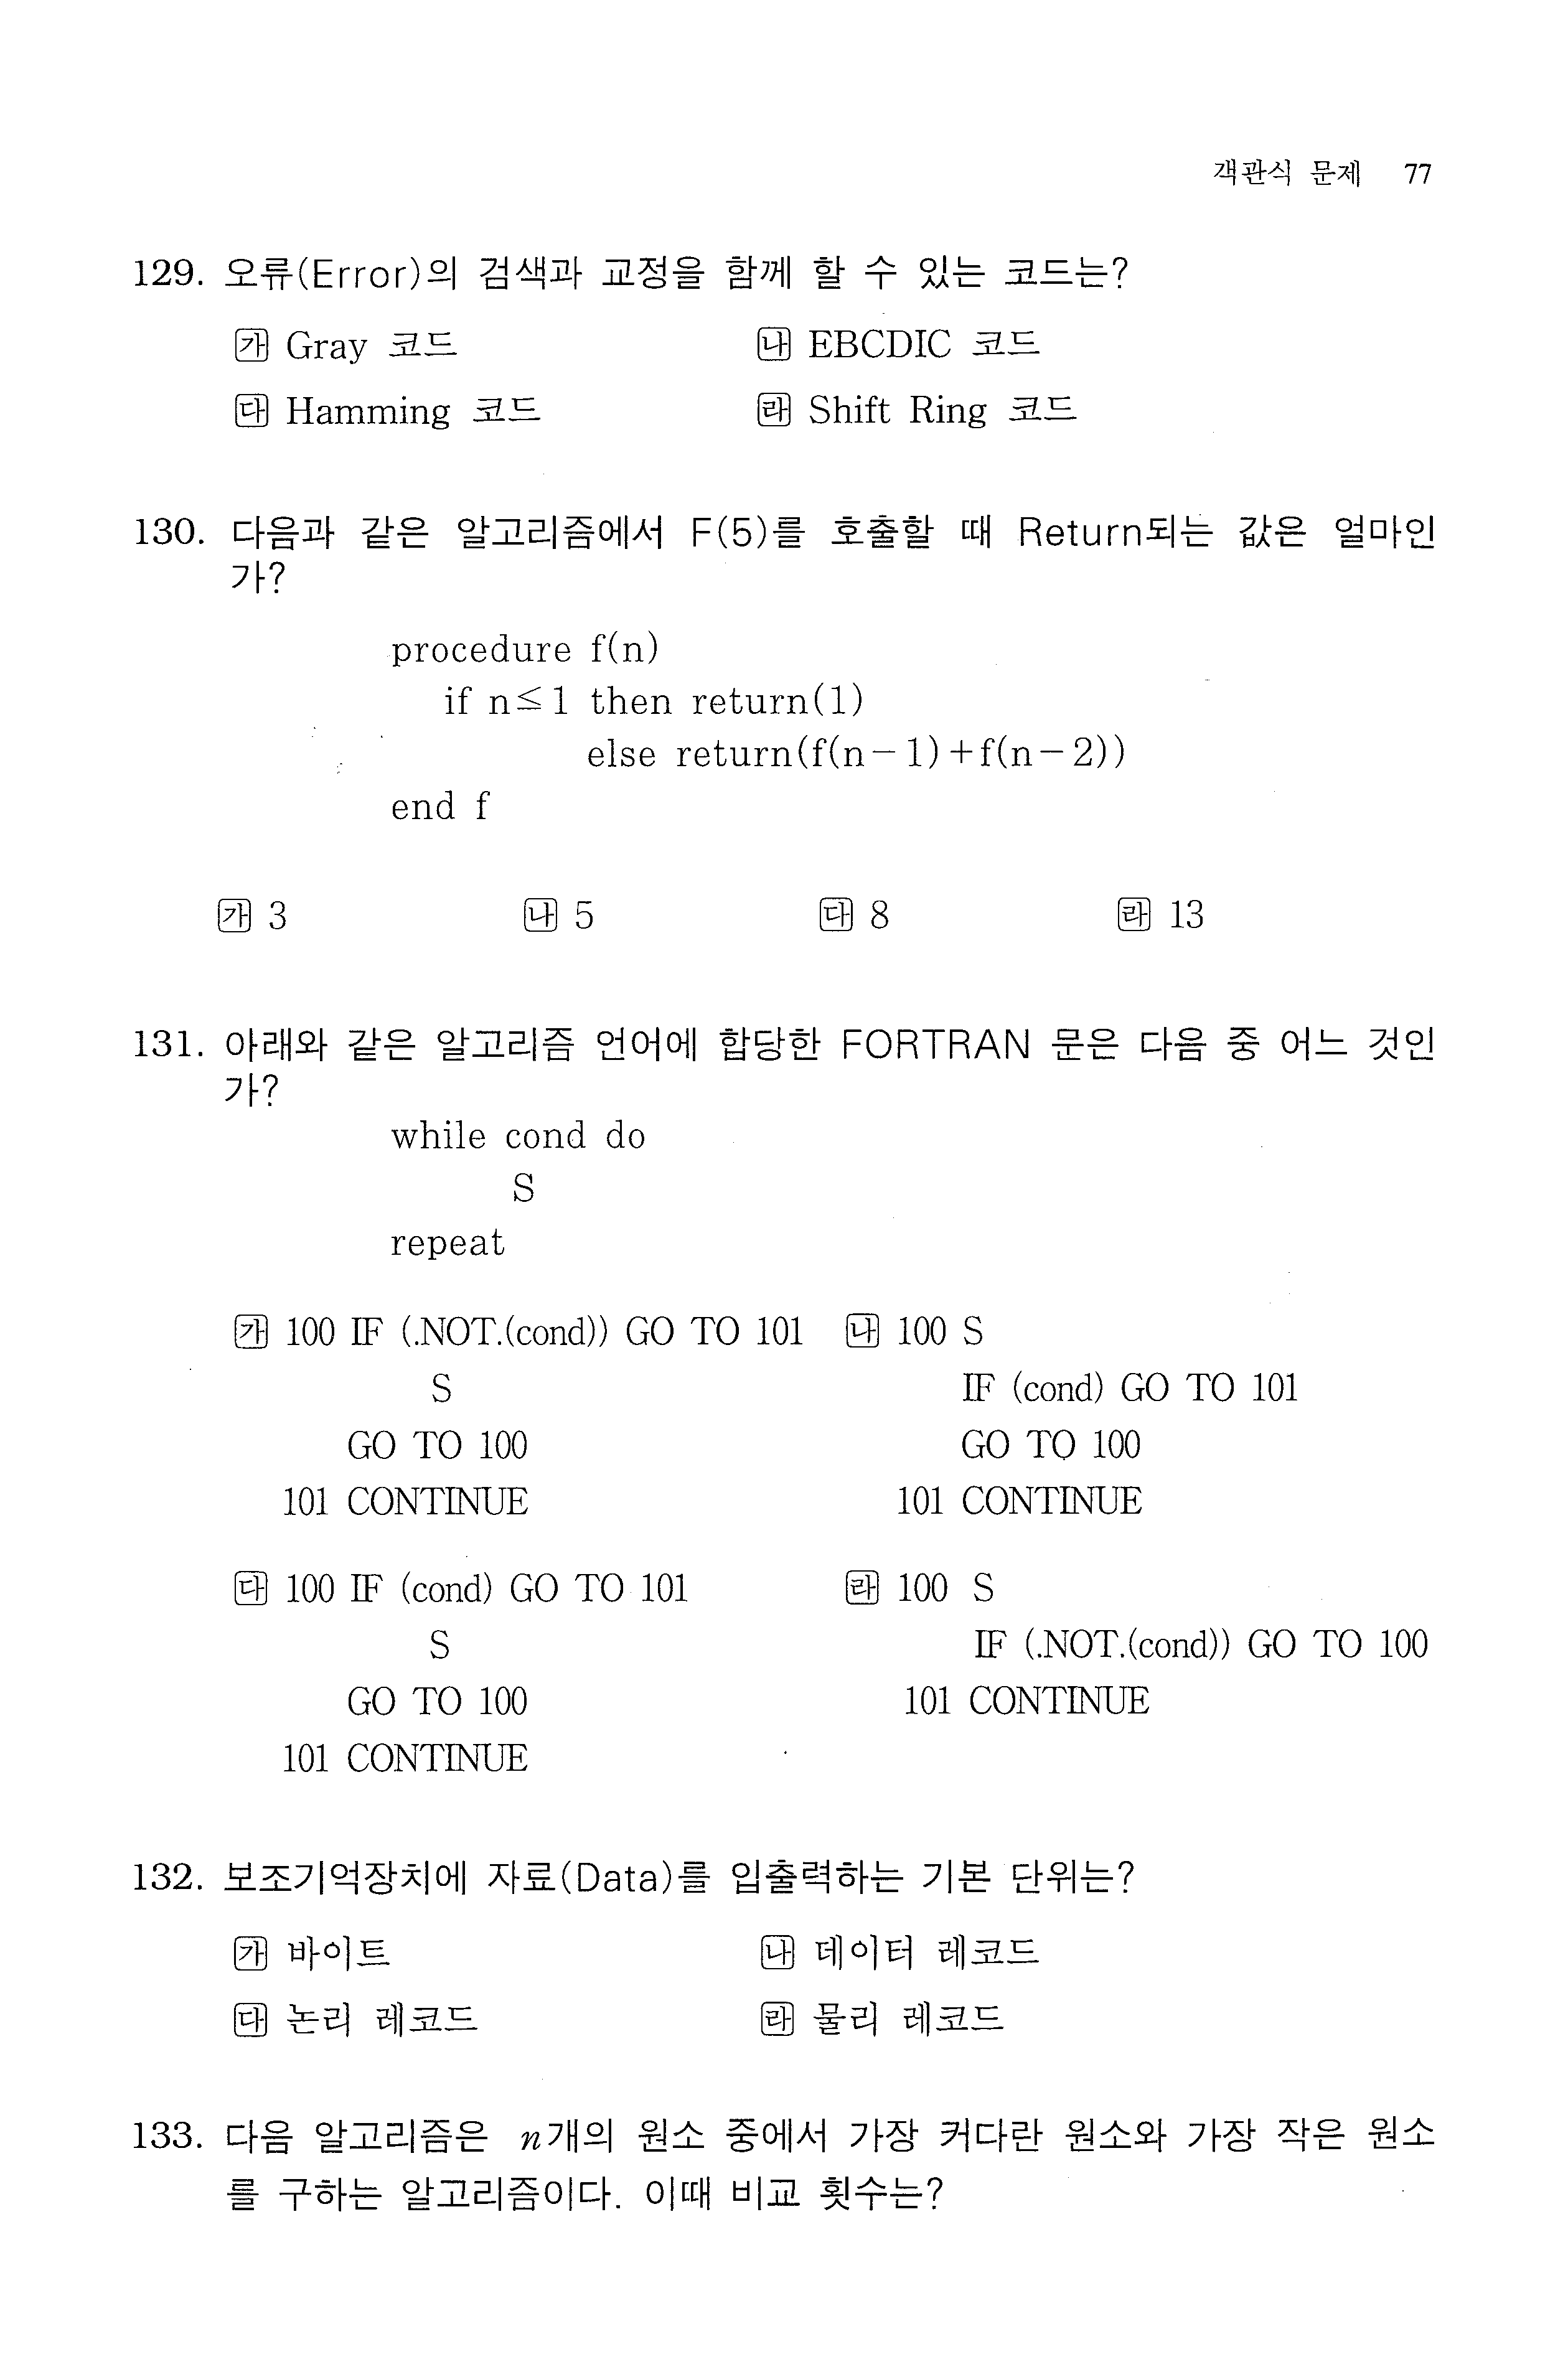 객관식 문제 77
129. 오류(Error)의 검색과 교정을 함께 할 수 있는 코드는?
㉮ Gray 코드 ㉯ EBCDIC 코드
㉰ Hamming 코드 ㉱ Shift Ring 코드
130. 다음과 같은 알고리즘에서 F(5)를 호출할 때 Return되는 값은 얼마인
가?
procedure f(n)
if n≦1 then return(1)
else return(f(n－1)＋f(n－2))
end f
㉮ 3 ㉯ 5 ㉰ 8 ㉱ 13
131. 아래와 같은 알고리즘 언어에 합당한 FORTRAN 문은 다음 중 어느 것인
가?
while cond do
S
repeat
㉮ 100 IF (.NOT.(cond)) GO TO 101 ㉯ 100 S
S IF (cond) GO TO 101
GO TO 100 GO TO 100
101 CONTINUE 101 CONTINUE
㉰ 100 IF (cond) GO TO 101 ㉱ 100 S
S IF (.NOT.(cond)) GO TO 100
GO TO 100 101 CONTINUE
101 CONTINUE
132. 보조기억장치에 자료(Data)를 입출력하는 기본 단위는?
㉮ 바이트 ㉯ 데이터 레코드
㉰ 논리 레코드 ㉱ 물리 레코드
133. 다음 알고리즘은 n개의 원소 중에서 가장 커다란 원소와 가장 작은 원소
를 구하는 알고리즘이다. 이때 비교 횟수는?